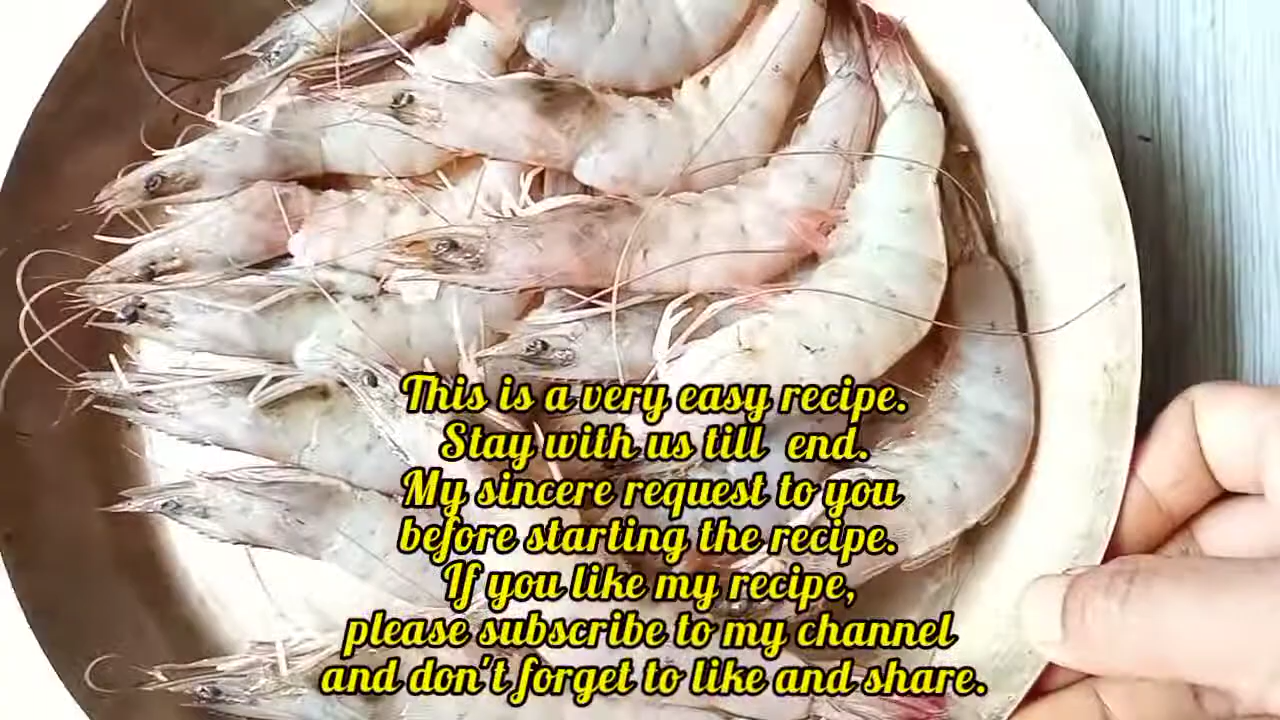 This is a very easy recipe.
Stay with us till end.
My sincere request to you
before starting the recipe.
If you like my recipe,
please subscribe to my channel
and don't forget to like and share.